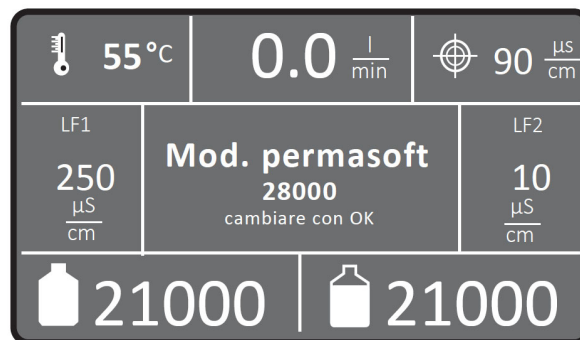 55°C
0.0 l/min
90 µs/cm
LF1
250 µS/cm
Mod. permasoft
28000
cambiare con OK
LF2
10 µS/cm
21000
21000